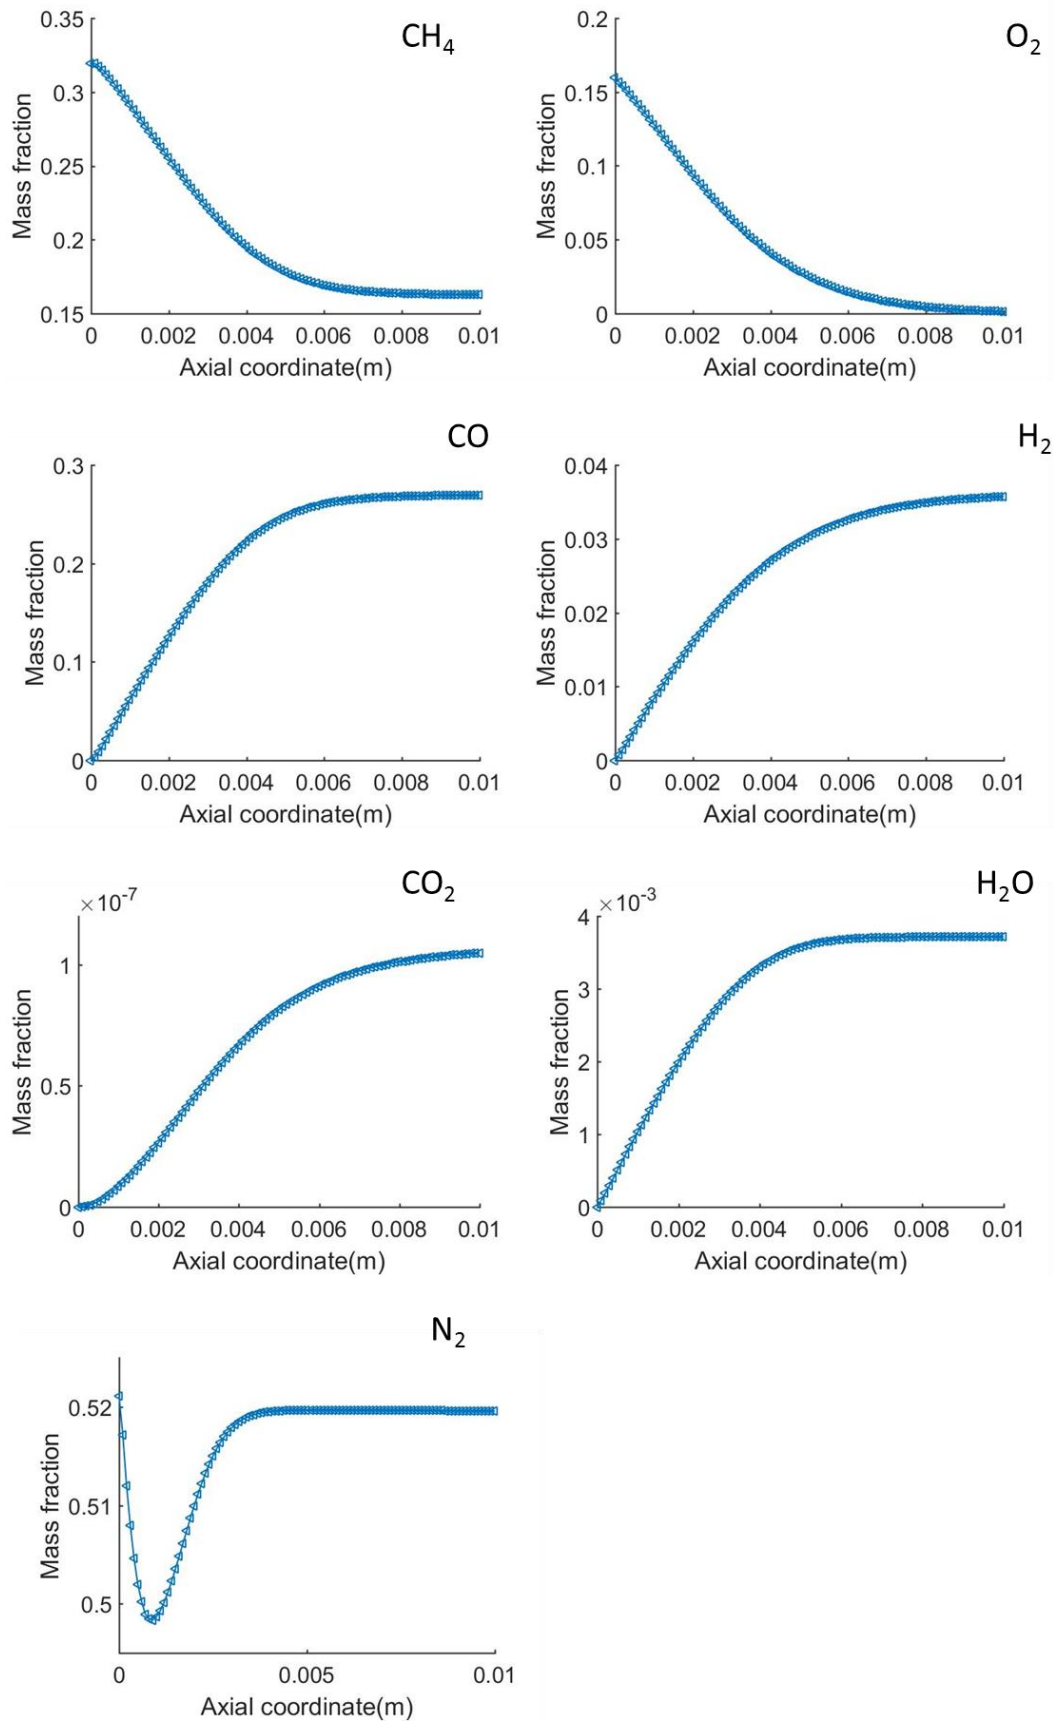 CH4
0.35
0.3
0.25
0.2
0.15
Mass fraction
0 0.002 0.004 0.006 0.008 0.01
Axial coordinate(m)
O2
0.2
0.15
0.1
0.05
0
Mass fraction
0 0.002 0.004 0.006 0.008 0.01
Axial coordinate(m)
CO
0.3
0.2
0.1
0
Mass fraction
0 0.002 0.004 0.006 0.008 0.01
Axial coordinate(m)
H2
0.04
0.03
0.02
0.01
0
Mass fraction
0 0.002 0.004 0.006 0.008 0.01
Axial coordinate(m)
CO2
×10-7
1
0.5
0
Mass fraction
0 0.002 0.004 0.006 0.008 0.01
Axial coordinate(m)
H2O
×10-3
4
3
2
1
0
Mass fraction
0 0.002 0.004 0.006 0.008 0.01
Axial coordinate(m)
N2
0.52
0.51
0.5
Mass fraction
0 0.005 0.01
Axial coordinate(m)